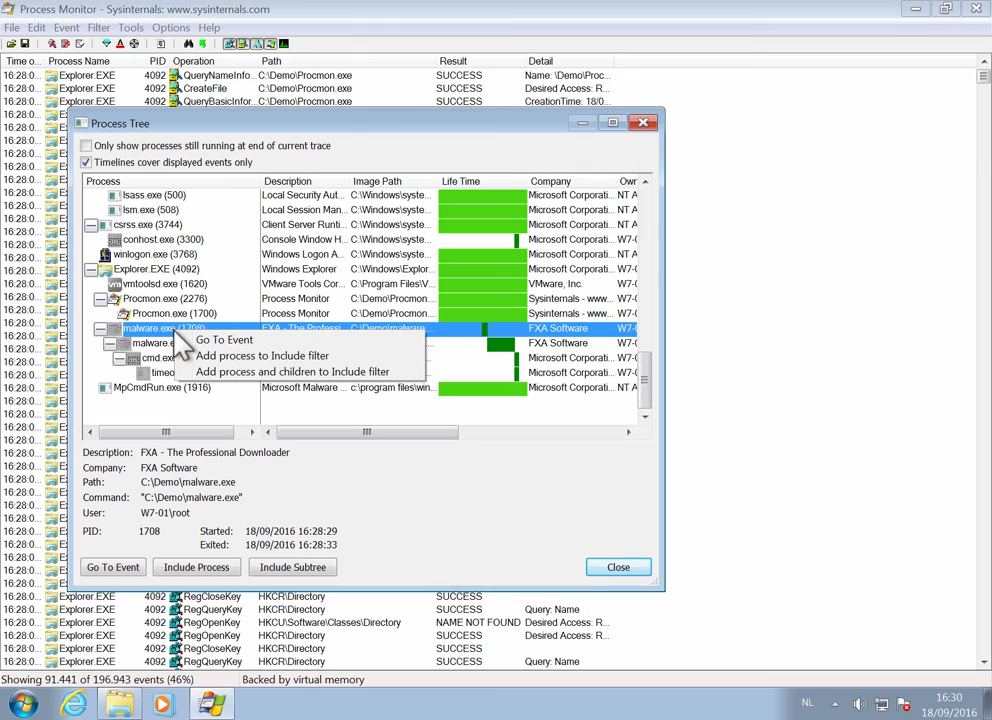 Process Monitor - Sysinternals: www.sysinternals.com
File Edit Event Filter Tools Options Help
Time o... Process Name PID Operation Path Result Detail
16:28:0... Explorer.EXE 4092 QueryNameInfo... C:\Demo\Procmon.exe SUCCESS Name: \Demo\Proc...
16:28:0... Explorer.EXE 4092 CreateFile C:\Demo\Procmon.exe SUCCESS Desired Access: R...
16:28:0... Explorer.EXE 4092 QueryBasicInfor... C:\Demo\Procmon.exe SUCCESS CreationTime: 18/0...
Process Tree
Only show processes still running at end of current trace
Timelines cover displayed events only
Process Description Image Path Life Time Company Own
lsass.exe (500) Local Security Aut... C:\Windows\syste... Microsoft Corporati... NT A
lsm.exe (508) Local Session Man... C:\Windows\syste... Microsoft Corporati... NT A
csrss.exe (3744) Client Server Runti... C:\Windows\syste... Microsoft Corporati... NT A
conhost.exe (3300) Console Window H... C:\Windows\syste... Microsoft Corporati... W7-0
winlogon.exe (3768) Windows Logon A... C:\Windows\syste... Microsoft Corporati... NT A
Explorer.EXE (4092) Windows Explorer C:\Windows\Explor... Microsoft Corporati... W7-0
vmtoolsd.exe (1620) VMware Tools Cor... C:\Program Files\V... VMware, Inc. W7-0
Procmon.exe (2276) Process Monitor C:\Demo\Procmon... Sysinternals - www... W7-0
Procmon.exe (1700) Process Monitor C:\Demo\Procmon... Sysinternals - www... W7-0
malware.exe (1708) FXA - The Professi... C:\Demo\malware... FXA Software W7-0
malware.e FXA Software W7-0
cmd.exe Microsoft Corporati... W7-0
timeo Microsoft Corporati... W7-0
MpCmdRun.exe (1916) Microsoft Malware ... c:\program files\win... Microsoft Corporati... NT A
Go To Event
Add process to Include filter
Add process and children to Include filter
Description: FXA - The Professional Downloader
Company: FXA Software
Path: C:\Demo\malware.exe
Command: "C:\Demo\malware.exe"
User: W7-01\root
PID: 1708 Started: 18/09/2016 16:28:29
Exited: 18/09/2016 16:28:33
Go To Event Include Process Include Subtree Close
16:28:0... Explorer.EXE 4092 RegCloseKey HKCR\Directory SUCCESS
16:28:0... Explorer.EXE 4092 RegQueryKey HKCR\Directory SUCCESS Query: Name
16:28:0... Explorer.EXE 4092 RegOpenKey HKCU\Software\Classes\Directory NAME NOT FOUND Desired Access: R...
16:28:0... Explorer.EXE 4092 RegOpenKey HKCR\Directory SUCCESS Desired Access: R...
16:28:0... Explorer.EXE 4092 RegCloseKey HKCR\Directory SUCCESS
16:28:0... Explorer.EXE 4092 RegQueryKey HKCR\Directory SUCCESS Query: Name
Showing 91.441 of 196.943 events (46%) Backed by virtual memory
NL 16:30
18/09/2016